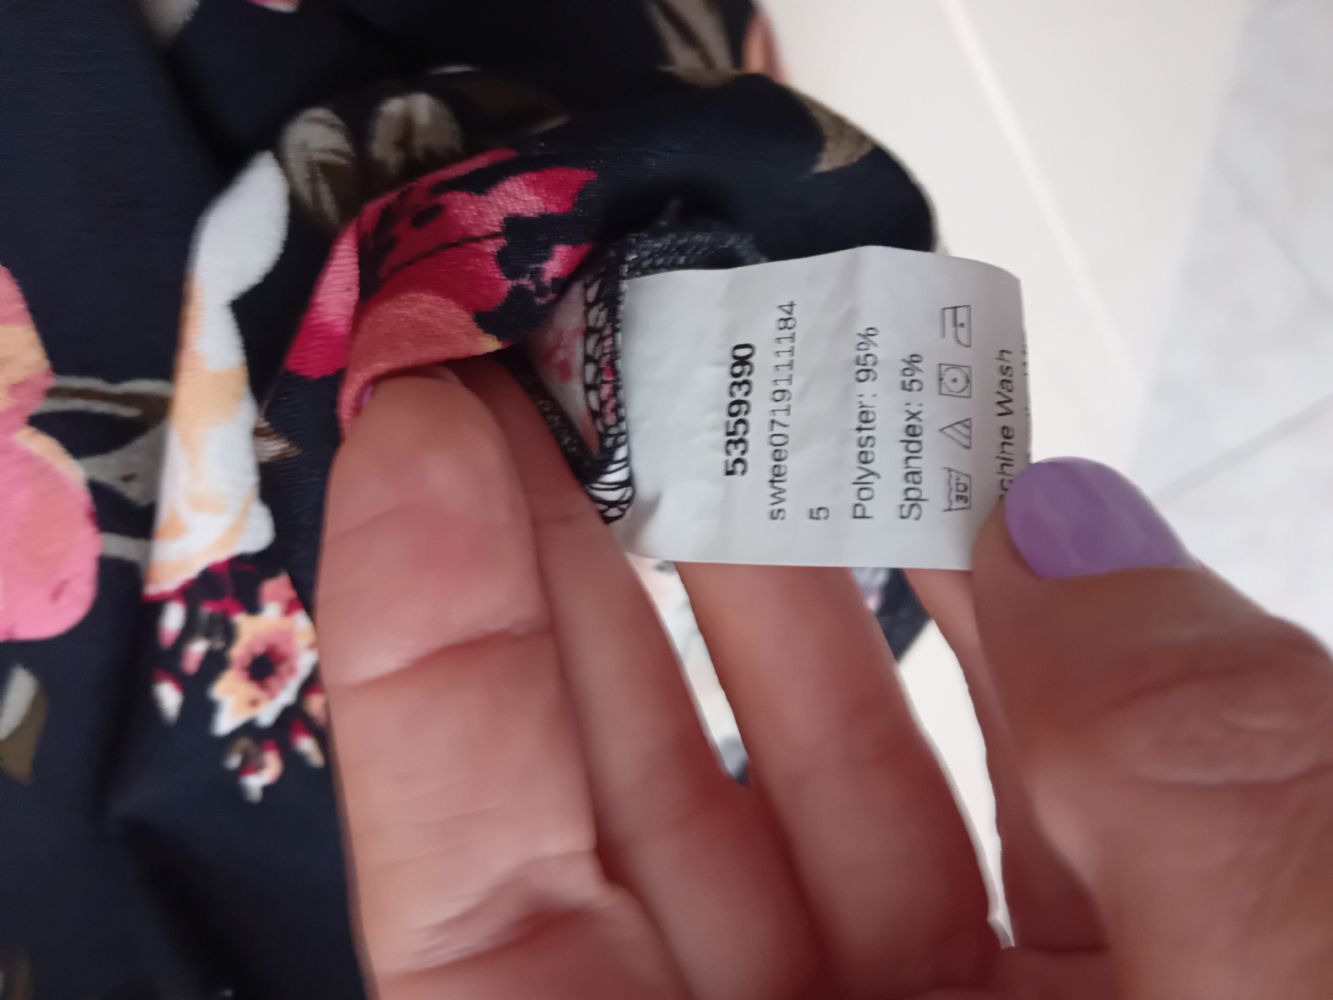 5359390
swtee0719111184
5
Polyester: 95%
Spandex: 5%
30°
chine Wash